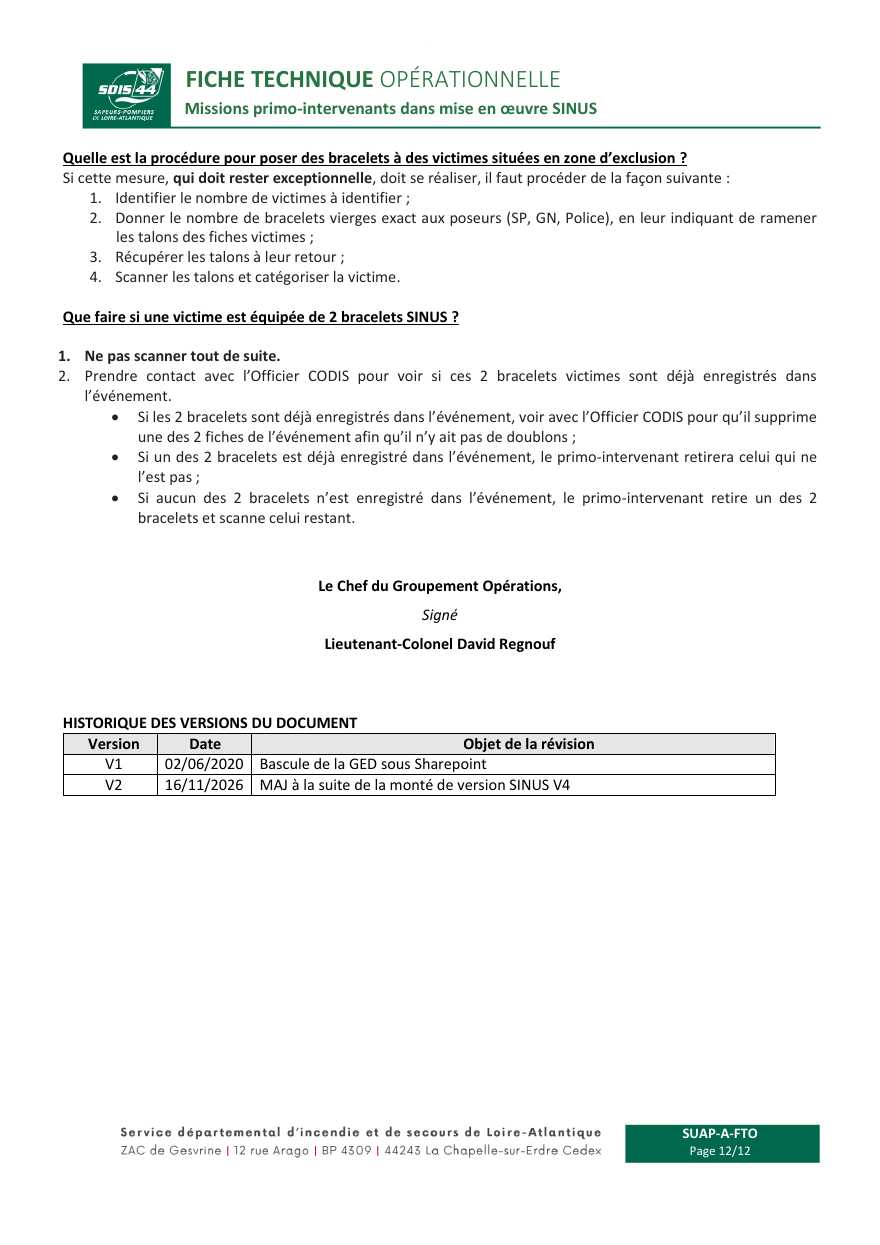 SDIS 44
SAPEURS-POMPIERS
DE LOIRE-ATLANTIQUE
FICHE TECHNIQUE OPÉRATIONNELLE
Missions primo-intervenants dans mise en œuvre SINUS
Quelle est la procédure pour poser des bracelets à des victimes situées en zone d’exclusion ?
Si cette mesure, qui doit rester exceptionnelle, doit se réaliser, il faut procéder de la façon suivante :
1. Identifier le nombre de victimes à identifier ;
2. Donner le nombre de bracelets vierges exact aux poseurs (SP, GN, Police), en leur indiquant de ramener
les talons des fiches victimes ;
3. Récupérer les talons à leur retour ;
4. Scanner les talons et catégoriser la victime.
Que faire si une victime est équipée de 2 bracelets SINUS ?
1. Ne pas scanner tout de suite.
2. Prendre contact avec l’Officier CODIS pour voir si ces 2 bracelets victimes sont déjà enregistrés dans
l’événement.
• Si les 2 bracelets sont déjà enregistrés dans l’événement, voir avec l’Officier CODIS pour qu’il supprime
une des 2 fiches de l’événement afin qu’il n’y ait pas de doublons ;
• Si un des 2 bracelets est déjà enregistré dans l’événement, le primo-intervenant retirera celui qui ne
l’est pas ;
• Si aucun des 2 bracelets n’est enregistré dans l’événement, le primo-intervenant retire un des 2
bracelets et scanne celui restant.
Le Chef du Groupement Opérations,
Signé
Lieutenant-Colonel David Regnouf
HISTORIQUE DES VERSIONS DU DOCUMENT
Version Date Objet de la révision
V1 02/06/2020 Bascule de la GED sous Sharepoint
V2 16/11/2026 MAJ à la suite de la monté de version SINUS V4
Service départemental d’incendie et de secours de Loire-Atlantique
ZAC de Gesvrine | 12 rue Arago | BP 4309 | 44243 La Chapelle-sur-Erdre Cedex
SUAP-A-FTO
Page 12/12